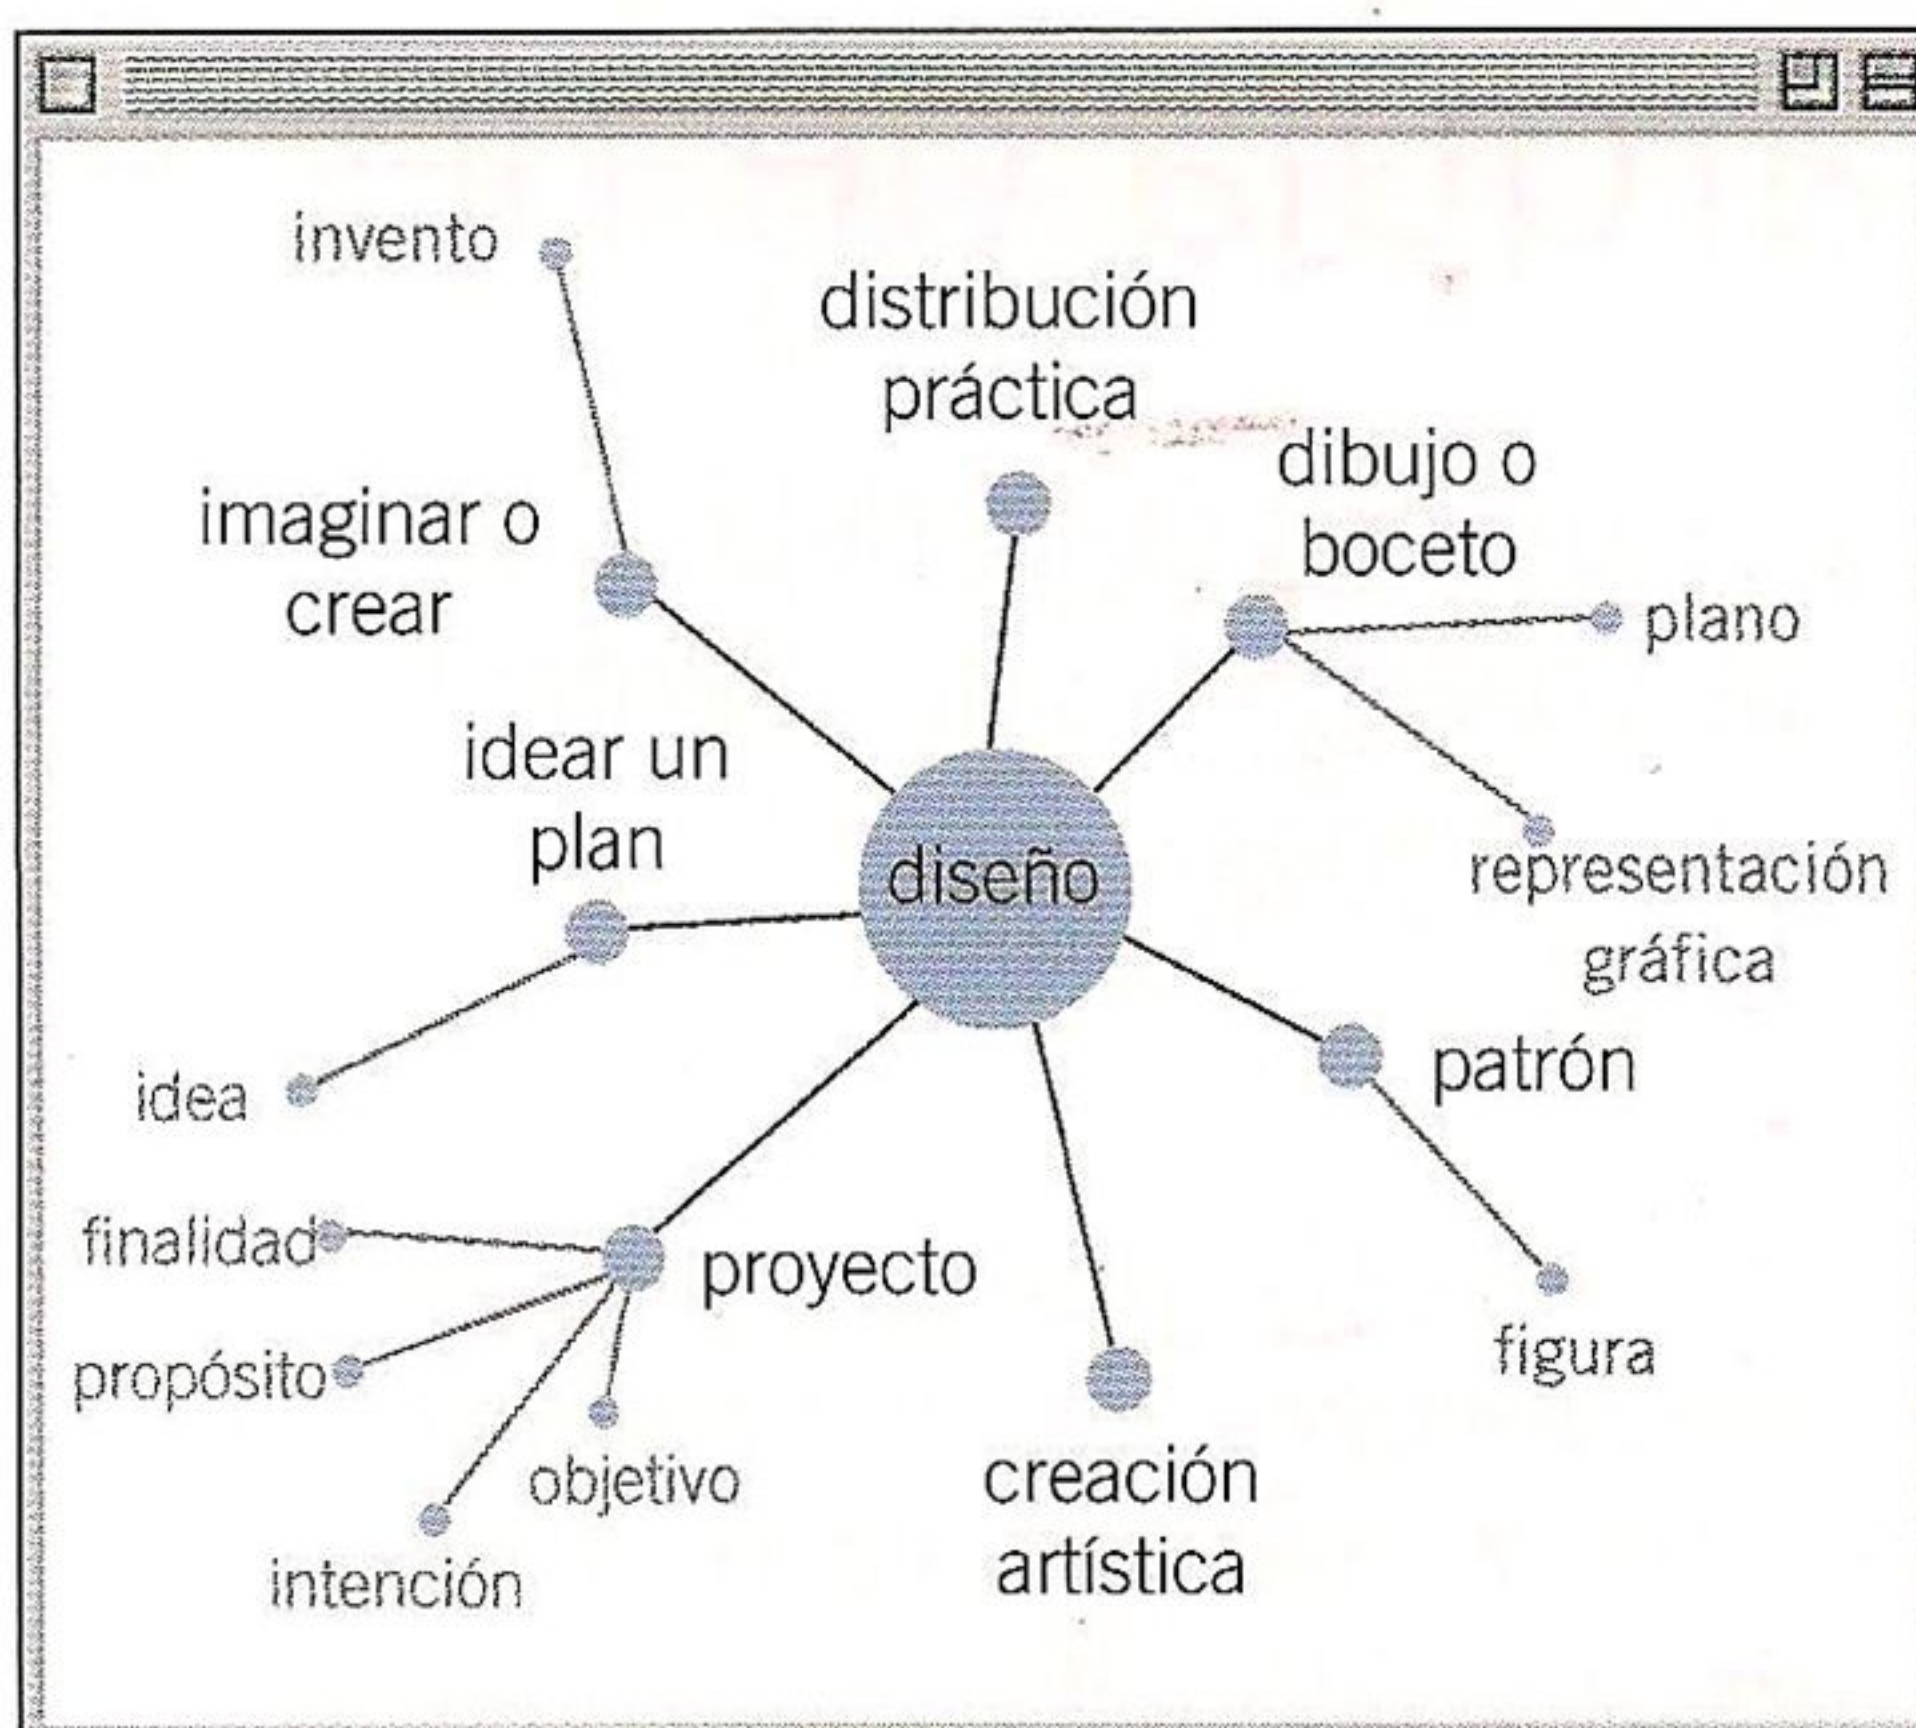 invento
distribución
práctica
dibujo o
boceto
imaginar o
crear
plano
idear un
plan
diseño
representación
gráfica
patrón
idea
finalidad
proyecto
propósito
figura
objetivo
creación
artística
intención